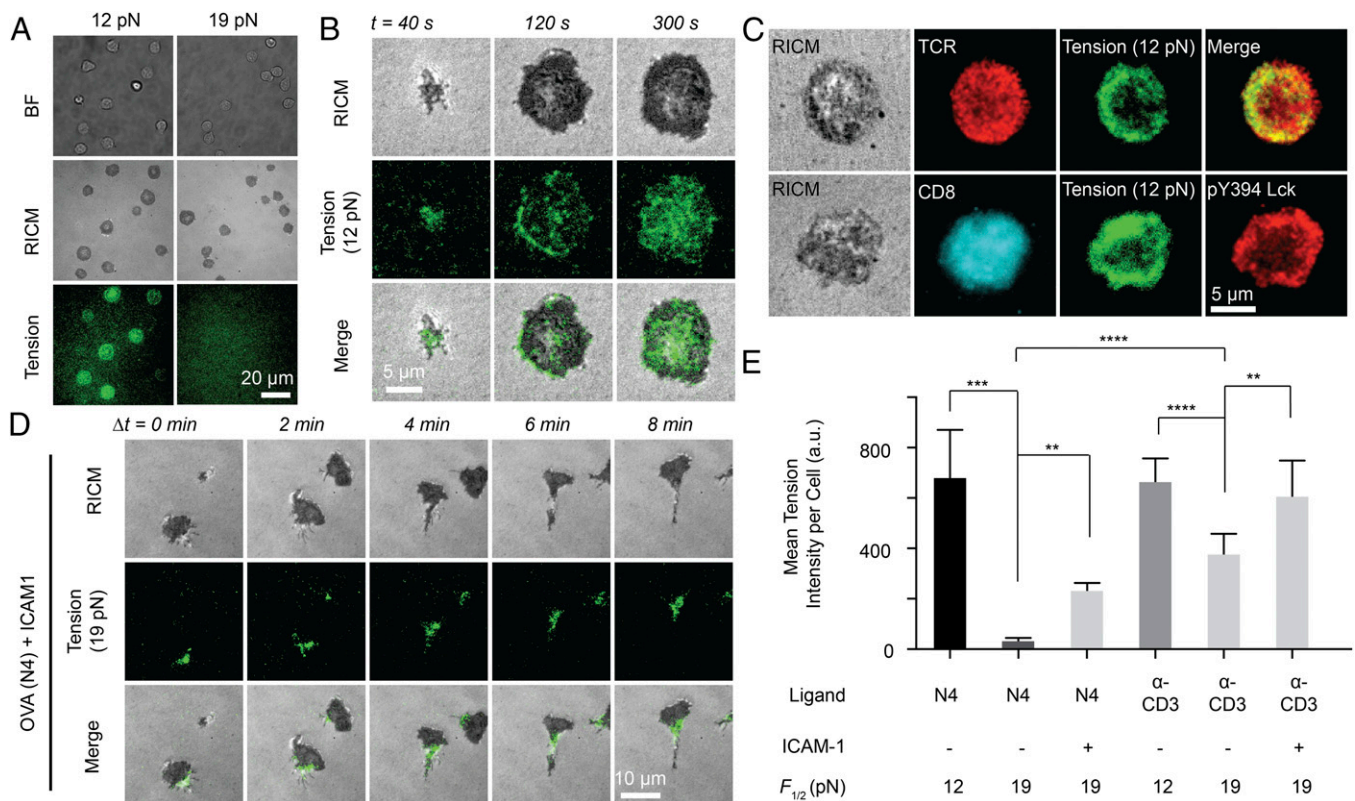 A
12 pN 19 pN
BF
RICM
Tension
20 μm
B
t = 40 s 120 s 300 s
RICM
Tension
(12 pN)
Merge
5 μm
C
RICM TCR Tension (12 pN) Merge
RICM CD8 Tension (12 pN) pY394 Lck
5 μm
D
Δt = 0 min 2 min 4 min 6 min 8 min
OVA (N4) + ICAM1
RICM
Tension
(19 pN)
Merge
10 μm
E
****
*** **
** ****
Mean Tension
Intensity per Cell (a.u.)
800
400
0
Ligand N4 N4 N4 α-CD3 α-CD3 α-CD3
ICAM-1 - - + - - +
F1/2 (pN) 12 19 19 12 19 19